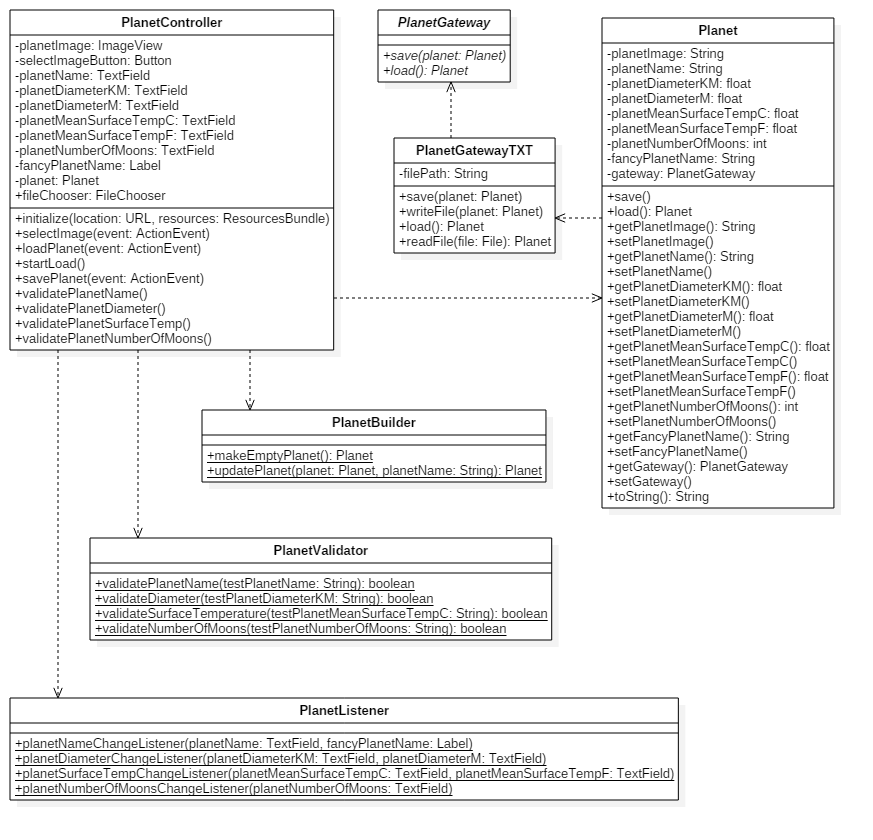 PlanetController
-planetImage: ImageView
-selectImageButton: Button
-planetName: TextField
-planetDiameterKM: TextField
-planetDiameterM: TextField
-planetMeanSurfaceTempC: TextField
-planetMeanSurfaceTempF: TextField
-planetNumberOfMoons: TextField
-fancyPlanetName: Label
-planet: Planet
+fileChooser: FileChooser
+initialize(location: URL, resources: ResourcesBundle)
+selectImage(event: ActionEvent)
+loadPlanet(event: ActionEvent)
+startLoad()
+savePlanet(event: ActionEvent)
+validatePlanetName()
+validatePlanetDiameter()
+validatePlanetSurfaceTemp()
+validatePlanetNumberOfMoons()
PlanetGateway
+save(planet: Planet)
+load(): Planet
PlanetGatewayTXT
-filePath: String
+save(planet: Planet)
+writeFile(planet: Planet)
+load(): Planet
+readFile(file: File): Planet
Planet
-planetImage: String
-planetName: String
-planetDiameterKM: float
-planetDiameterM: float
-planetMeanSurfaceTempC: float
-planetMeanSurfaceTempF: float
-planetNumberOfMoons: int
-fancyPlanetName: String
-gateway: PlanetGateway
+save()
+load(): Planet
+getPlanetImage(): String
+setPlanetImage()
+getPlanetName(): String
+setPlanetName()
+getPlanetDiameterKM(): float
+setPlanetDiameterKM()
+getPlanetDiameterM(): float
+setPlanetDiameterM()
+getPlanetMeanSurfaceTempC(): float
+setPlanetMeanSurfaceTempC()
+getPlanetMeanSurfaceTempF(): float
+setPlanetMeanSurfaceTempF()
+getPlanetNumberOfMoons(): int
+setPlanetNumberOfMoons()
+getFancyPlanetName(): String
+setFancyPlanetName()
+getGateway(): PlanetGateway
+setGateway()
+toString(): String
PlanetBuilder
+makeEmptyPlanet(): Planet
+updatePlanet(planet: Planet, planetName: String): Planet
PlanetValidator
+validatePlanetName(testPlanetName: String): boolean
+validateDiameter(testPlanetDiameterKM: String): boolean
+validateSurfaceTemperature(testPlanetMeanSurfaceTempC: String): boolean
+validateNumberOfMoons(testPlanetNumberOfMoons: String): boolean
PlanetListener
+planetNameChangeListener(planetName: TextField, fancyPlanetName: Label)
+planetDiameterChangeListener(planetDiameterKM: TextField, planetDiameterM: TextField)
+planetSurfaceTempChangeListener(planetMeanSurfaceTempC: TextField, planetMeanSurfaceTempF: TextField)
+planetNumberOfMoonsChangeListener(planetNumberOfMoons: TextField)